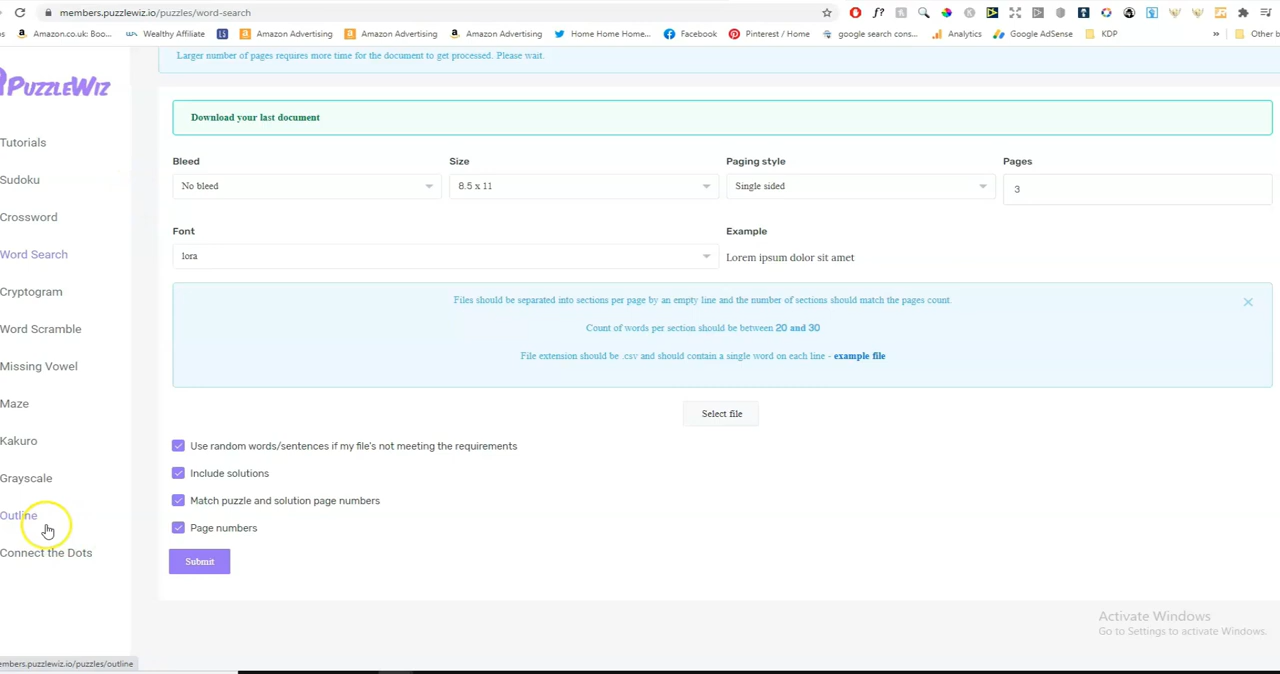 members.puzzlewiz.io/puzzles/word-search
Amazon.co.uk: Boo...
Wealthy Affiliate
Amazon Advertising
Amazon Advertising
Amazon Advertising
Home Home Home...
Facebook
Pinterest / Home
google search cons...
Analytics
Google AdSense
KDP
»
Other b
Larger number of pages requires more time for the document to get processed. Please wait.
PUZZLEWIZ
Download your last document
Tutorials
Sudoku
Crossword
Word Search
Cryptogram
Word Scramble
Missing Vowel
Maze
Kakuro
Grayscale
Outline
Connect the Dots
Bleed
Size
Paging style
Pages
No bleed
8.5 x 11
Single sided
3
Font
Example
lora
Lorem ipsum dolor sit amet
Files should be separated into sections per page by an empty line and the number of sections should match the pages count.
Count of words per section should be between 20 and 30
File extension should be .csv and should contain a single word on each line - example file
Select file
Use random words/sentences if my file's not meeting the requirements
Include solutions
Match puzzle and solution page numbers
Page numbers
Submit
Activate Windows
Go to Settings to activate Windows.
embers.puzzlewiz.io/puzzles/outline